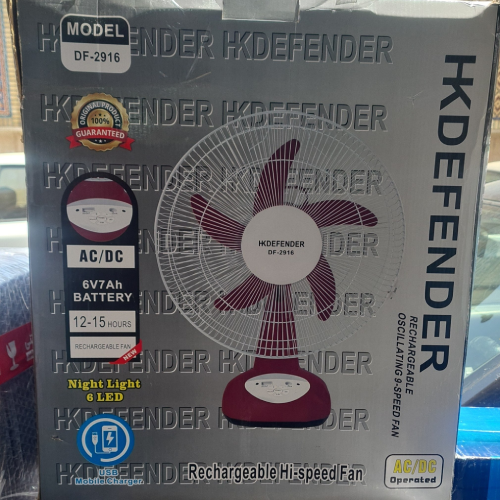 MODEL
DF-2916
HKDEFENDER HKDEFENDER
HKDEFENDER
ORIGINAL PRODUCT
100%
GUARANTEED
AC/DC
6V7Ah
BATTERY
12-15 HOURS
RECHARGEABLE FAN
NEW
Night Light
6 LED
USB
Mobile Charger
HKDEFENDER
DF-2916
HKDEFENDER
RECHARGEABLE
OSCILLATING 9-SPEED FAN
HKDEFENDER HKDEFENDER
HKDEFENDER HKDEFENDER
Rechargeable Hi-speed Fan
AC/DC
Operated